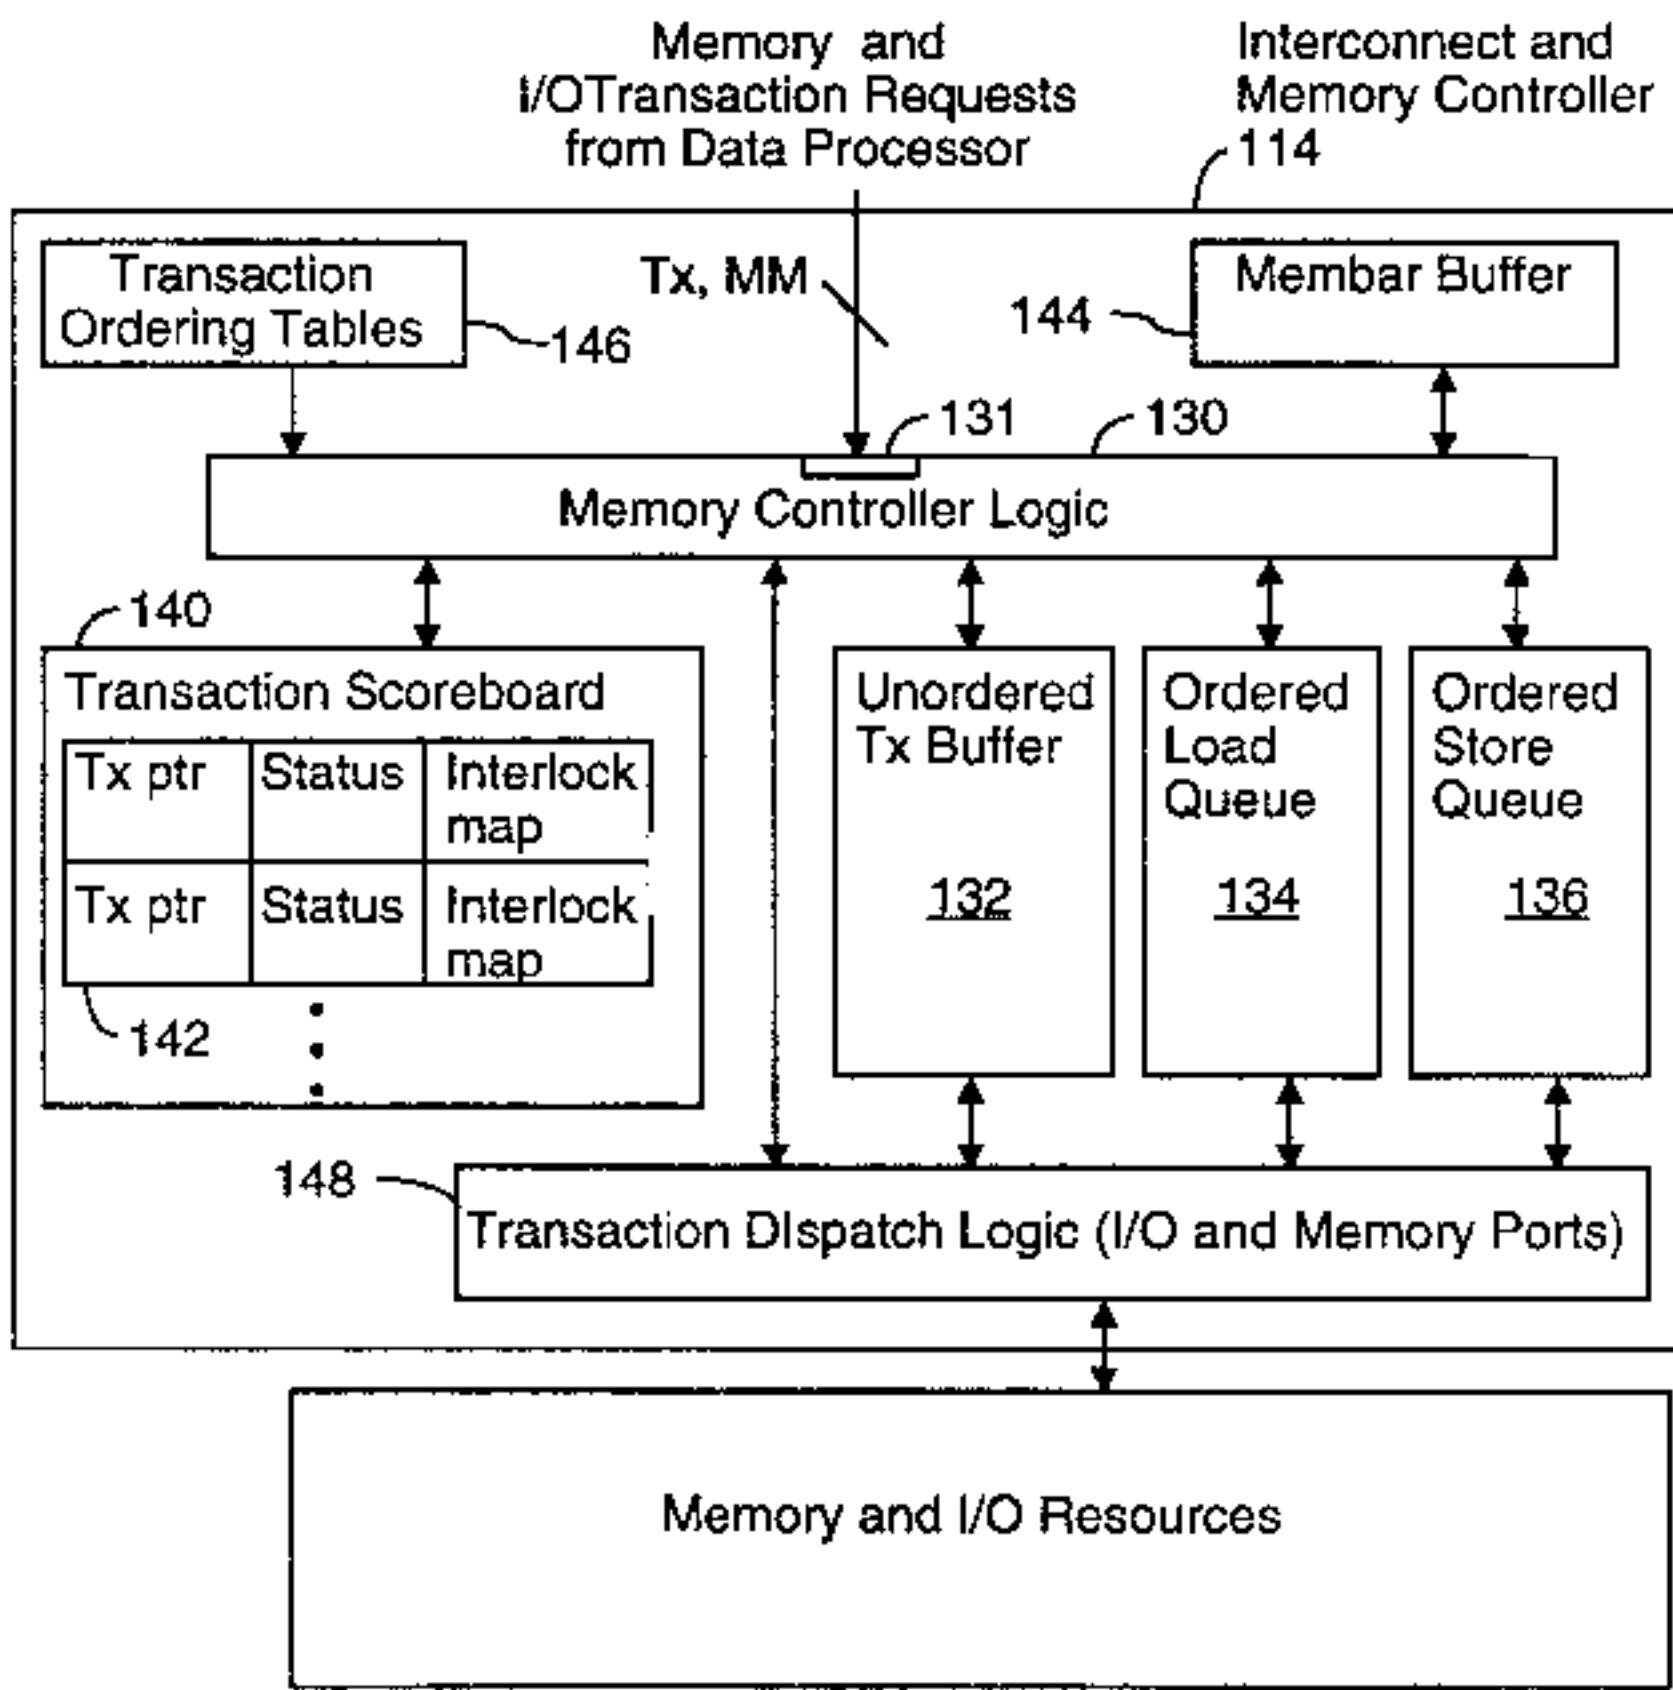 Memory and
I/OTransaction Requests
from Data Processor
Interconnect and
Memory Controller
114
Transaction
Ordering Tables
146
Tx, MM
144
Membar Buffer
131
130
Memory Controller Logic
140
Transaction Scoreboard
Tx ptr
Status
Interlock
map
Tx ptr
Status
Interlock
map
142
Unordered
Tx Buffer
132
Ordered
Load
Queue
134
Ordered
Store
Queue
136
148
Transaction DIspatch Logic (I/O and Memory Ports)
Memory and I/O Resources